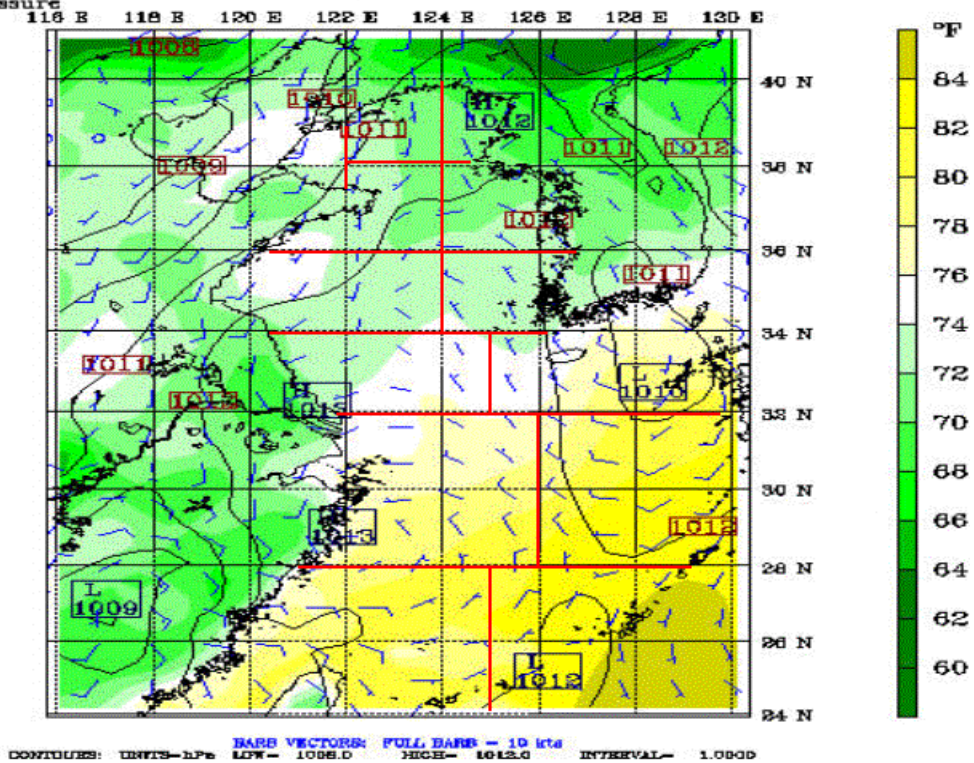 ssure
116 E 118 E 120 E 122 E 124 E 126 E 128 E 130 E
°F
1008
84
40 N
1010
H
1012
82
1011
1011
1012
1009
38 N
80
1012
78
36 N
1011
76
34 N
74
1011
L
1010
72
1012
H
1013
32 N
70
30 N
68
1013
1012
66
28 N
64
L
1009
62
26 N
L
1012
60
24 N
BARB VECTORS: FULL BARB = 10 kts
CONTOURS: UNITS=hPa LOW= 1008.0 HIGH= 1012.0 INTERVAL= 1.0000